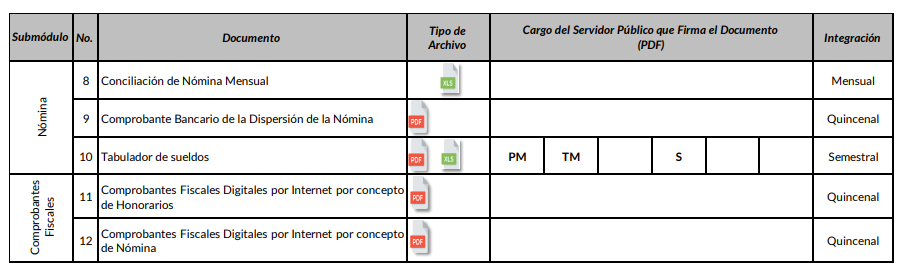 Submódulo No. Documento Tipo de Archivo Cargo del Servidor Público que Firma el Documento (PDF) Integración
Nómina
8 Conciliación de Nómina Mensual XLS Mensual
9 Comprobante Bancario de la Dispersión de la Nómina PDF Quincenal
10 Tabulador de sueldos PDF XLS PM TM S Semestral
Comprobantes
Fiscales
11 Comprobantes Fiscales Digitales por Internet por concepto
de Honorarios PDF Quincenal
12 Comprobantes Fiscales Digitales por Internet por concepto
de Nómina PDF Quincenal